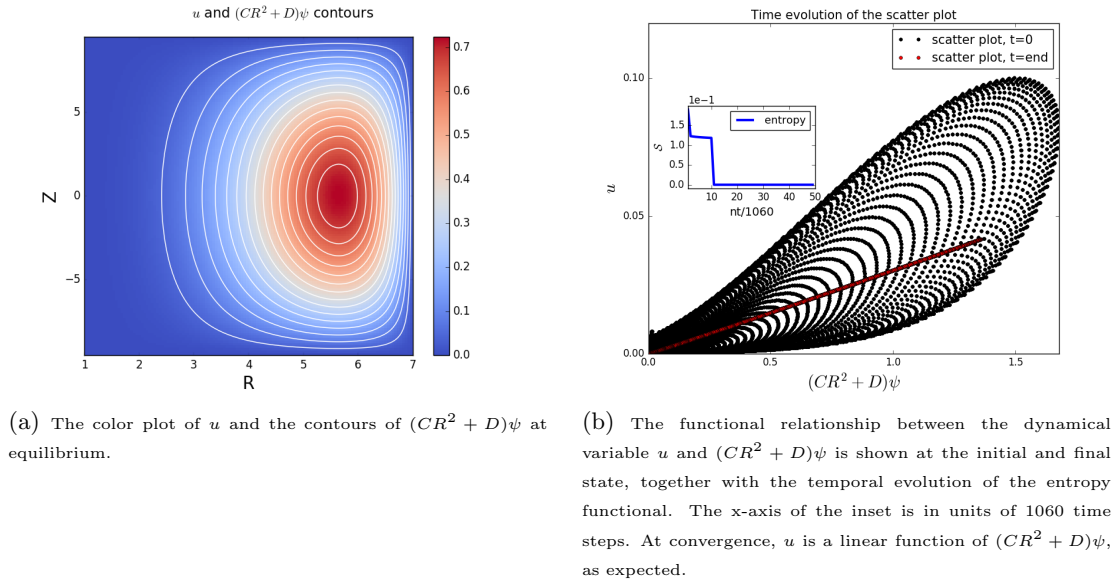 u and (CR² + D)ψ contours
0.7
0.6
0.5
0.4
0.3
0.2
0.1
0.0
5
0
−5
Z
1 2 3 4 5 6 7
R
(a) The color plot of u and the contours of (CR² + D)ψ at
equilibrium.
Time evolution of the scatter plot
scatter plot, t=0
scatter plot, t=end
0.10
0.05
0.00
u
1e−1
entropy
1.5
1.0
0.5
0.0
S
10 20 30 40 50
nt/1060
0.0 0.5 1.0 1.5
(CR² + D)ψ
(b) The functional relationship between the dynamical
variable u and (CR² + D)ψ is shown at the initial and final
state, together with the temporal evolution of the entropy
functional. The x-axis of the inset is in units of 1060 time
steps. At convergence, u is a linear function of (CR² + D)ψ,
as expected.